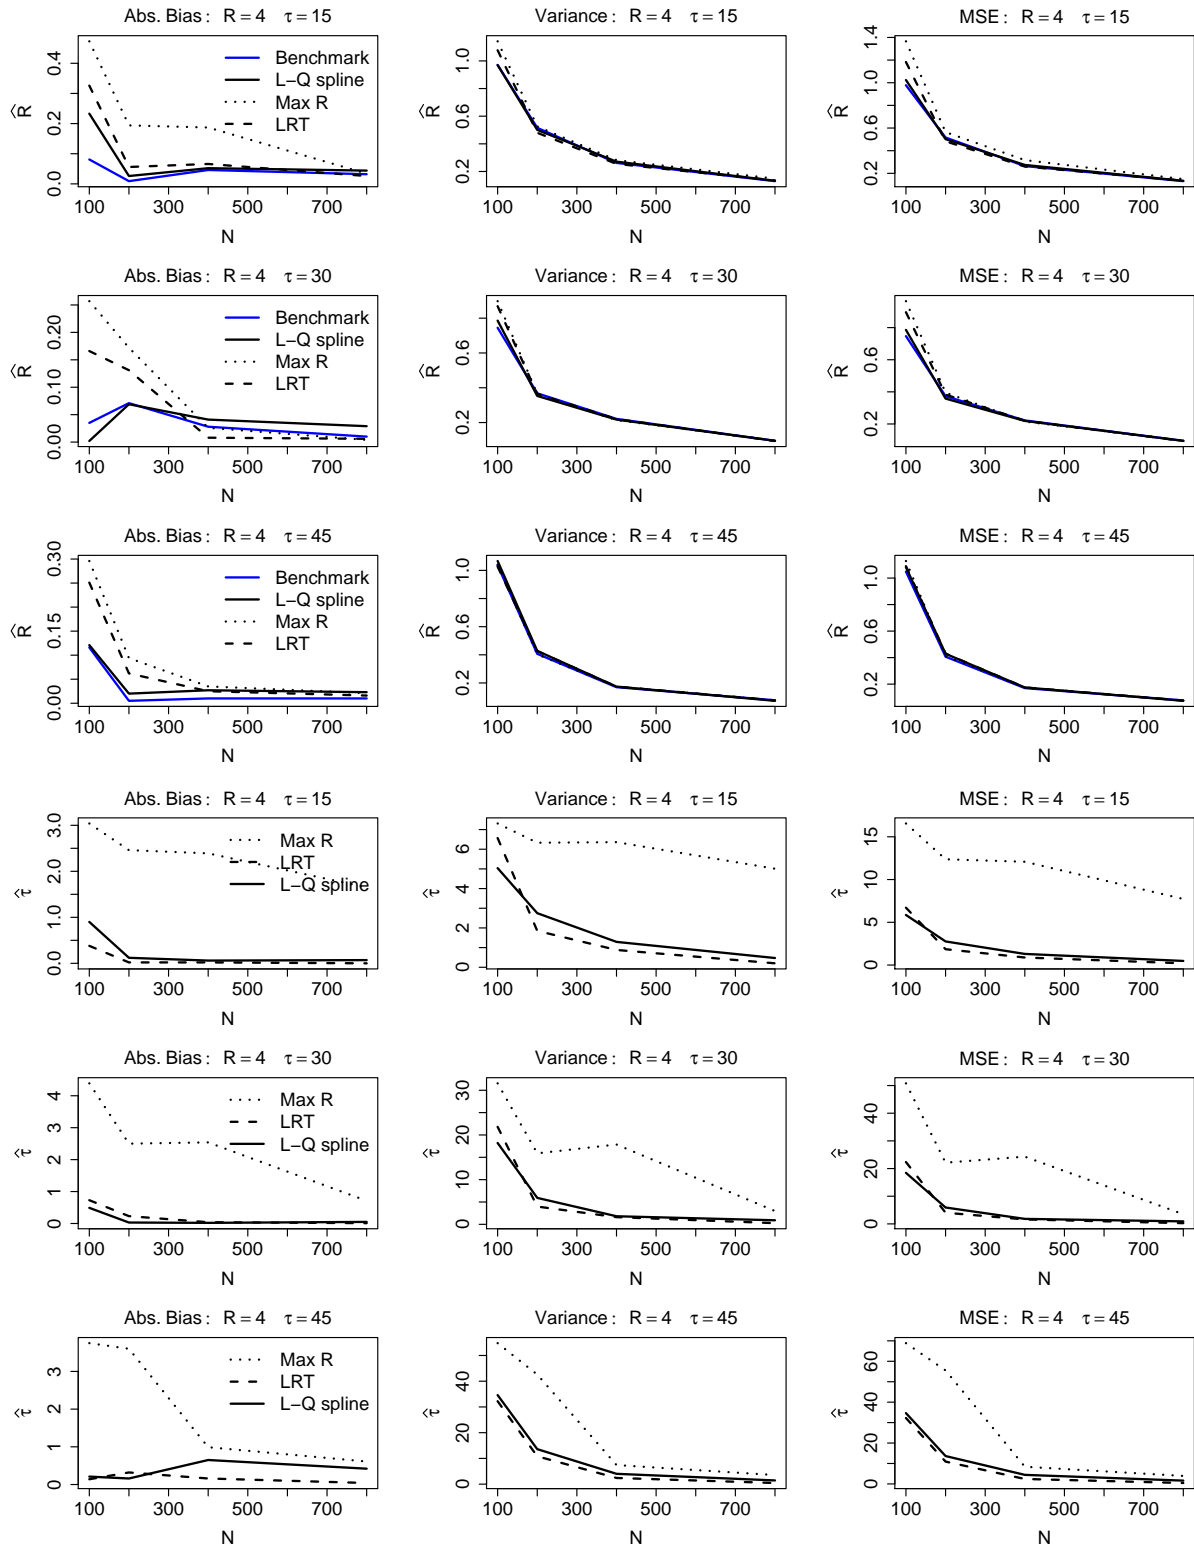 Abs. Bias : R = 4 τ = 15
R̂
0.0 0.2 0.4
Benchmark
L−Q spline
Max R
LRT
100 300 500 700
N
Variance : R = 4 τ = 15
R̂
0.2 0.6 1.0
100 300 500 700
N
MSE : R = 4 τ = 15
R̂
0.2 0.6 1.0 1.4
100 300 500 700
N
Abs. Bias : R = 4 τ = 30
R̂
0.00 0.10 0.20
Benchmark
L−Q spline
Max R
LRT
100 300 500 700
N
Variance : R = 4 τ = 30
R̂
0.2 0.6
100 300 500 700
N
MSE : R = 4 τ = 30
R̂
0.2 0.6
100 300 500 700
N
Abs. Bias : R = 4 τ = 45
R̂
0.00 0.15 0.30
Benchmark
L−Q spline
Max R
LRT
100 300 500 700
N
Variance : R = 4 τ = 45
R̂
0.2 0.6 1.0
100 300 500 700
N
MSE : R = 4 τ = 45
R̂
0.2 0.6 1.0
100 300 500 700
N
Abs. Bias : R = 4 τ = 15
τ̂
0.0 1.0 2.0 3.0
Max R
LRT
L−Q spline
100 300 500 700
N
Variance : R = 4 τ = 15
τ̂
0 2 4 6
100 300 500 700
N
MSE : R = 4 τ = 15
τ̂
0 5 10 15
100 300 500 700
N
Abs. Bias : R = 4 τ = 30
τ̂
0 1 2 3 4
Max R
LRT
L−Q spline
100 300 500 700
N
Variance : R = 4 τ = 30
τ̂
0 10 20 30
100 300 500 700
N
MSE : R = 4 τ = 30
τ̂
0 20 40
100 300 500 700
N
Abs. Bias : R = 4 τ = 45
τ̂
0 1 2 3
Max R
LRT
L−Q spline
100 300 500 700
N
Variance : R = 4 τ = 45
τ̂
0 20 40
100 300 500 700
N
MSE : R = 4 τ = 45
τ̂
0 20 40 60
100 300 500 700
N